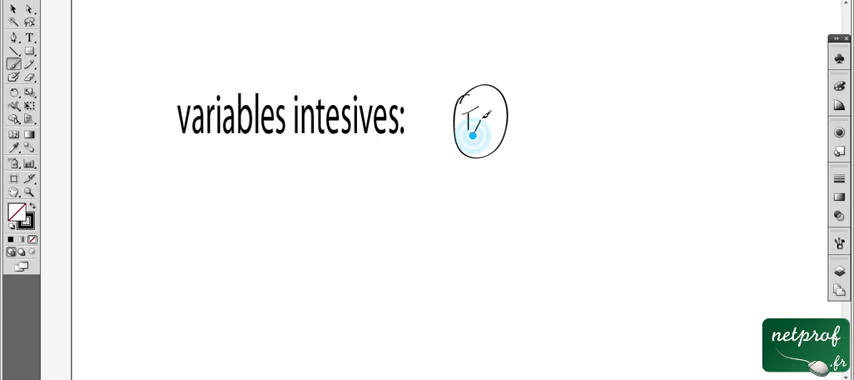 variables intesives:
T
netprof
.fr